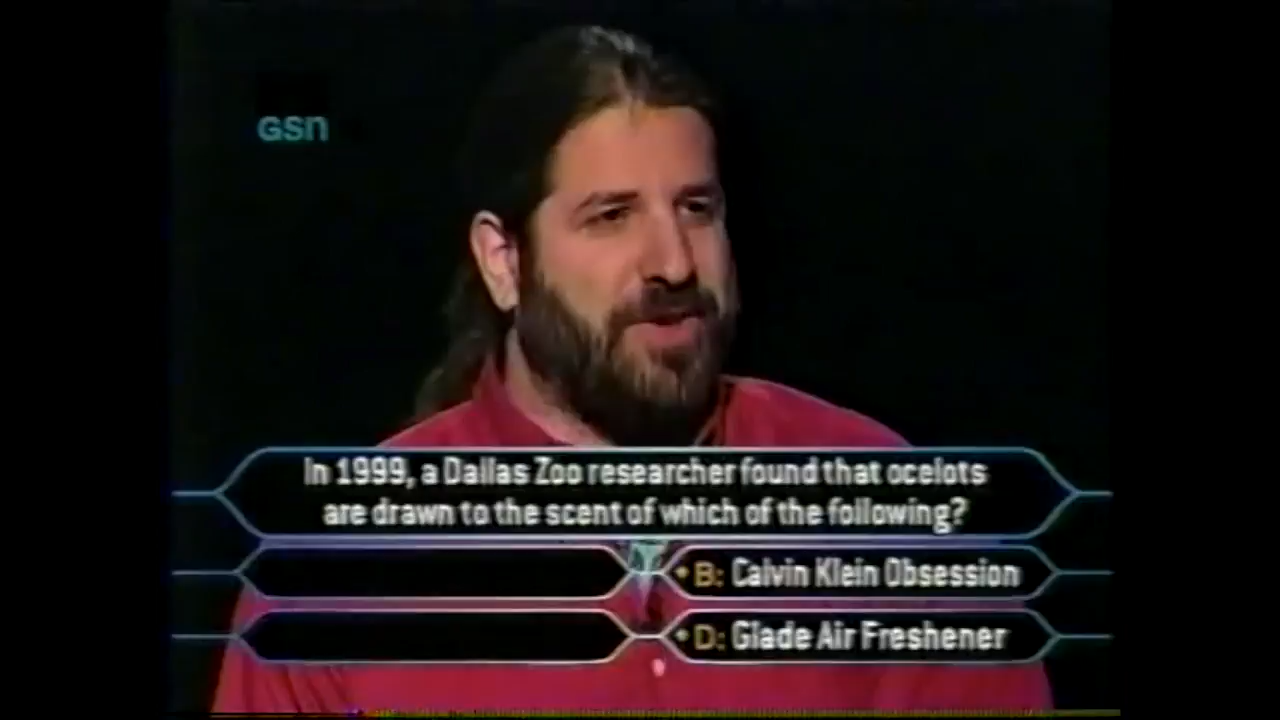 GSN
In 1999, a Dallas Zoo researcher found that ocelots
are drawn to the scent of which of the following?
B: Calvin Klein Obsession
D: Glade Air Freshener